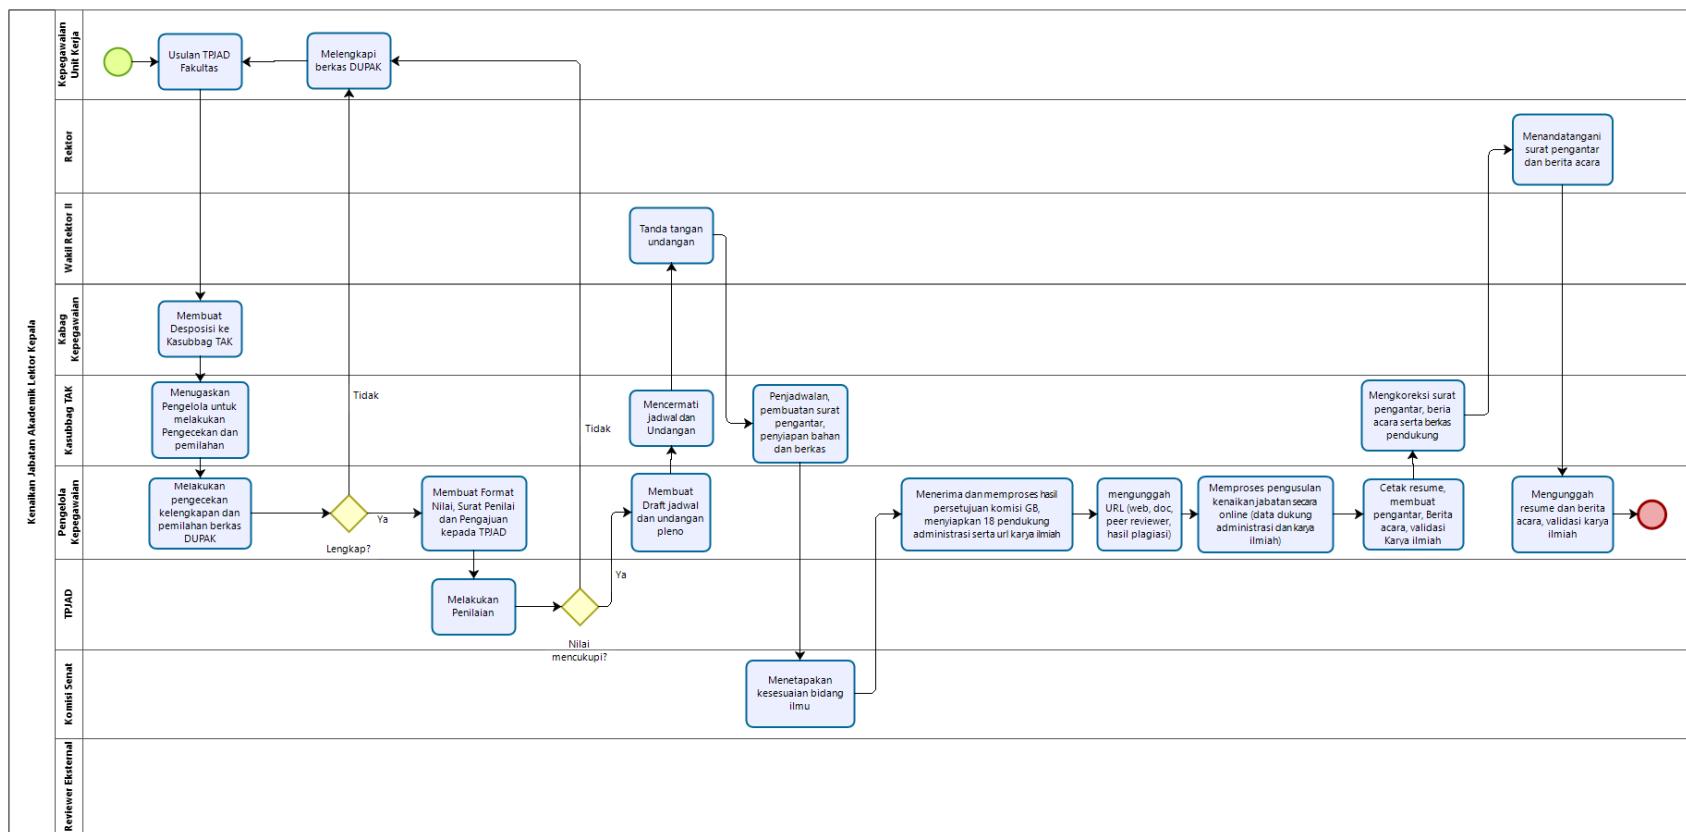 Kenaikan Jabatan Akademik Lektor Kepala
Kepegawaian
Unit Kerja
Usulan TPJAD
Fakultas
Melengkapi
berkas DUPAK
Rektor
Menandatangani
surat pengantar
dan berita acara
Wakil Rektor II
Tanda tangan
undangan
Kabag
Kepegawaian
Membuat
Desposisi ke
Kasubbag TAK
Kasubbag TAK
Menugaskan
Pengelola untuk
melakukan
Pengecekan dan
pemilahan
Tidak
Tidak
Mencermati
jadwal dan
Undangan
Penjadwalan,
pembuatan surat
pengantar,
penyiapan bahan
dan berkas
Mengkoreksi surat
pengantar, beria
acara serta berkas
pendukung
Pengelola
Kepegawaian
Melakukan
pengecekan
kelengkapan dan
pemilahan berkas
DUPAK
Lengkap?
Ya
Membuat Format
Nilai, Surat Penilai
dan Pengajuan
kepada TPJAD
Membuat
Draft jadwal
dan undangan
pleno
Menerima dan memproses hasil
persetujuan komisi GB,
menyiapkan 18 pendukung
administrasi serta url karya ilmiah
mengunggah
URL (web, doc,
peer reviewer,
hasil plagiasi)
Memproses pengusulan
kenaikan jabatan secara
online (data dukung
administrasi dan karya
ilmiah)
Cetak resume,
membuat
pengantar, Berita
acara, validasi
Karya ilmiah
Mengunggah
resume dan berita
acara, validasi karya
ilmiah
TPJAD
Melakukan
Penilaian
Ya
Nilai
mencukupi?
Komisi Senat
Menetapakan
kesesuaian bidang
ilmu
Reviewer Eksternal